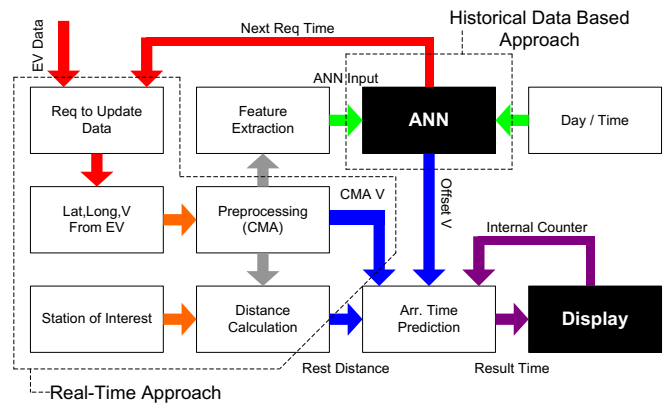 Historical Data Based
Approach
EV Data
Next Req Time
ANN Input
Req to Update
Data
Feature
Extraction
ANN
Day / Time
Lat,Long,V
From EV
Preprocessing
(CMA)
CMA V
Offset V
Internal Counter
Station of Interest
Distance
Calculation
Arr. Time
Prediction
Display
Rest Distance
Result Time
Real-Time Approach